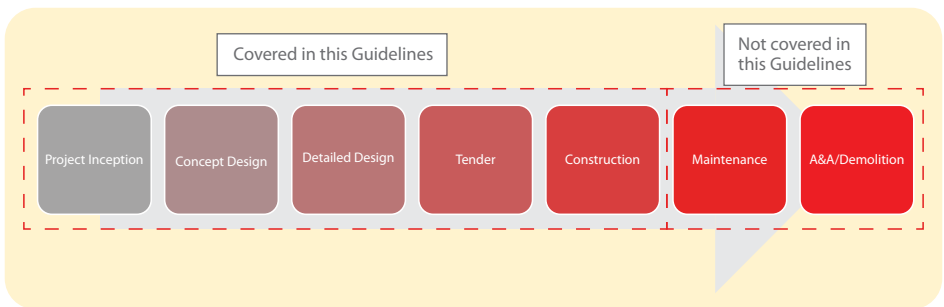 Covered in this Guidelines
Not covered in
this Guidelines
Project Inception
Concept Design
Detailed Design
Tender
Construction
Maintenance
A&A/Demolition